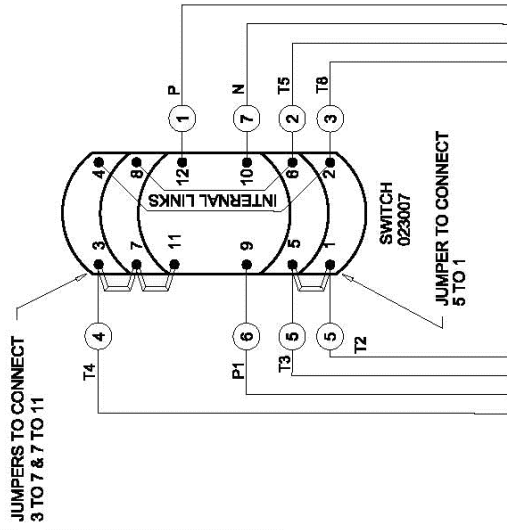 JUMPERS TO CONNECT
3 TO 7 & 7 TO 11
T4
4
3
4
7
8
11
12
1
P
INTERNAL LINKS
P1
6
9
10
7
N
T3
5
5
6
2
T5
T2
5
1
2
3
T8
SWITCH
023007
JUMPER TO CONNECT
5 TO 1